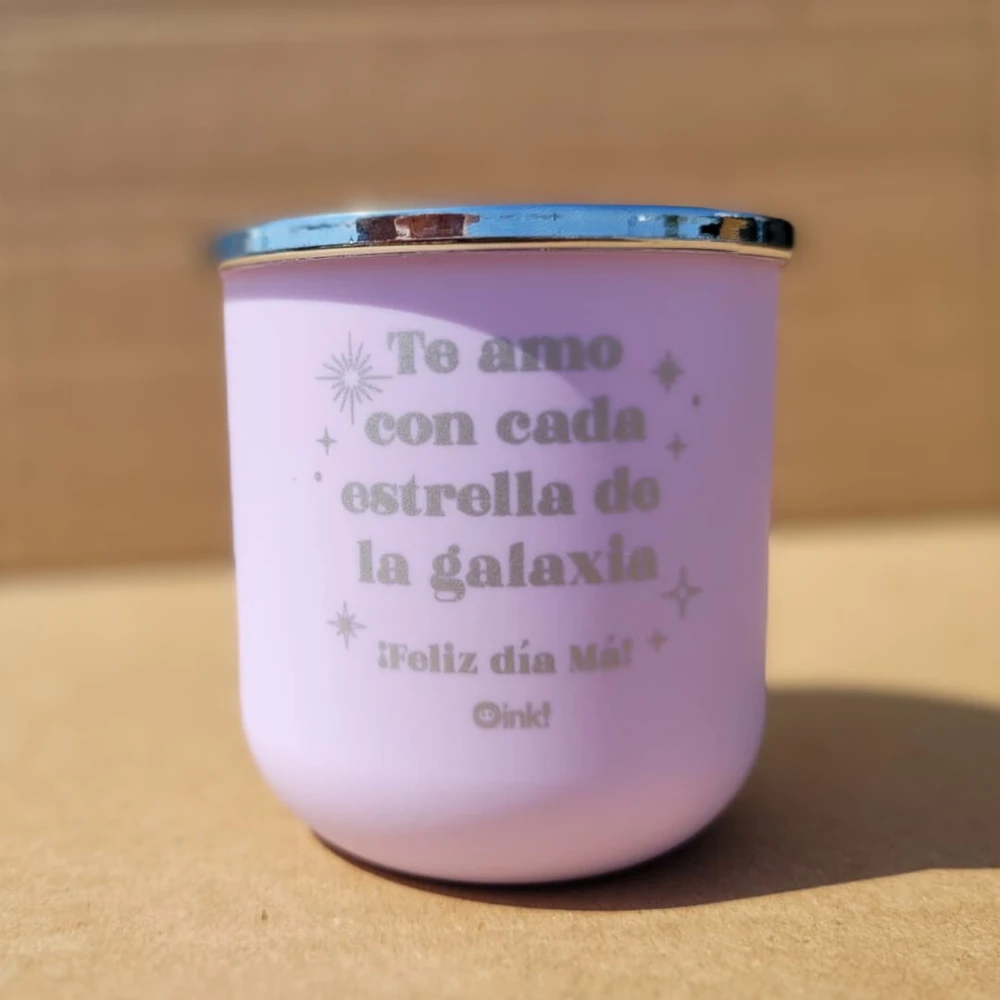 Te amo
con cada
estrella de
la galaxia
¡Feliz día Má!
Oink!